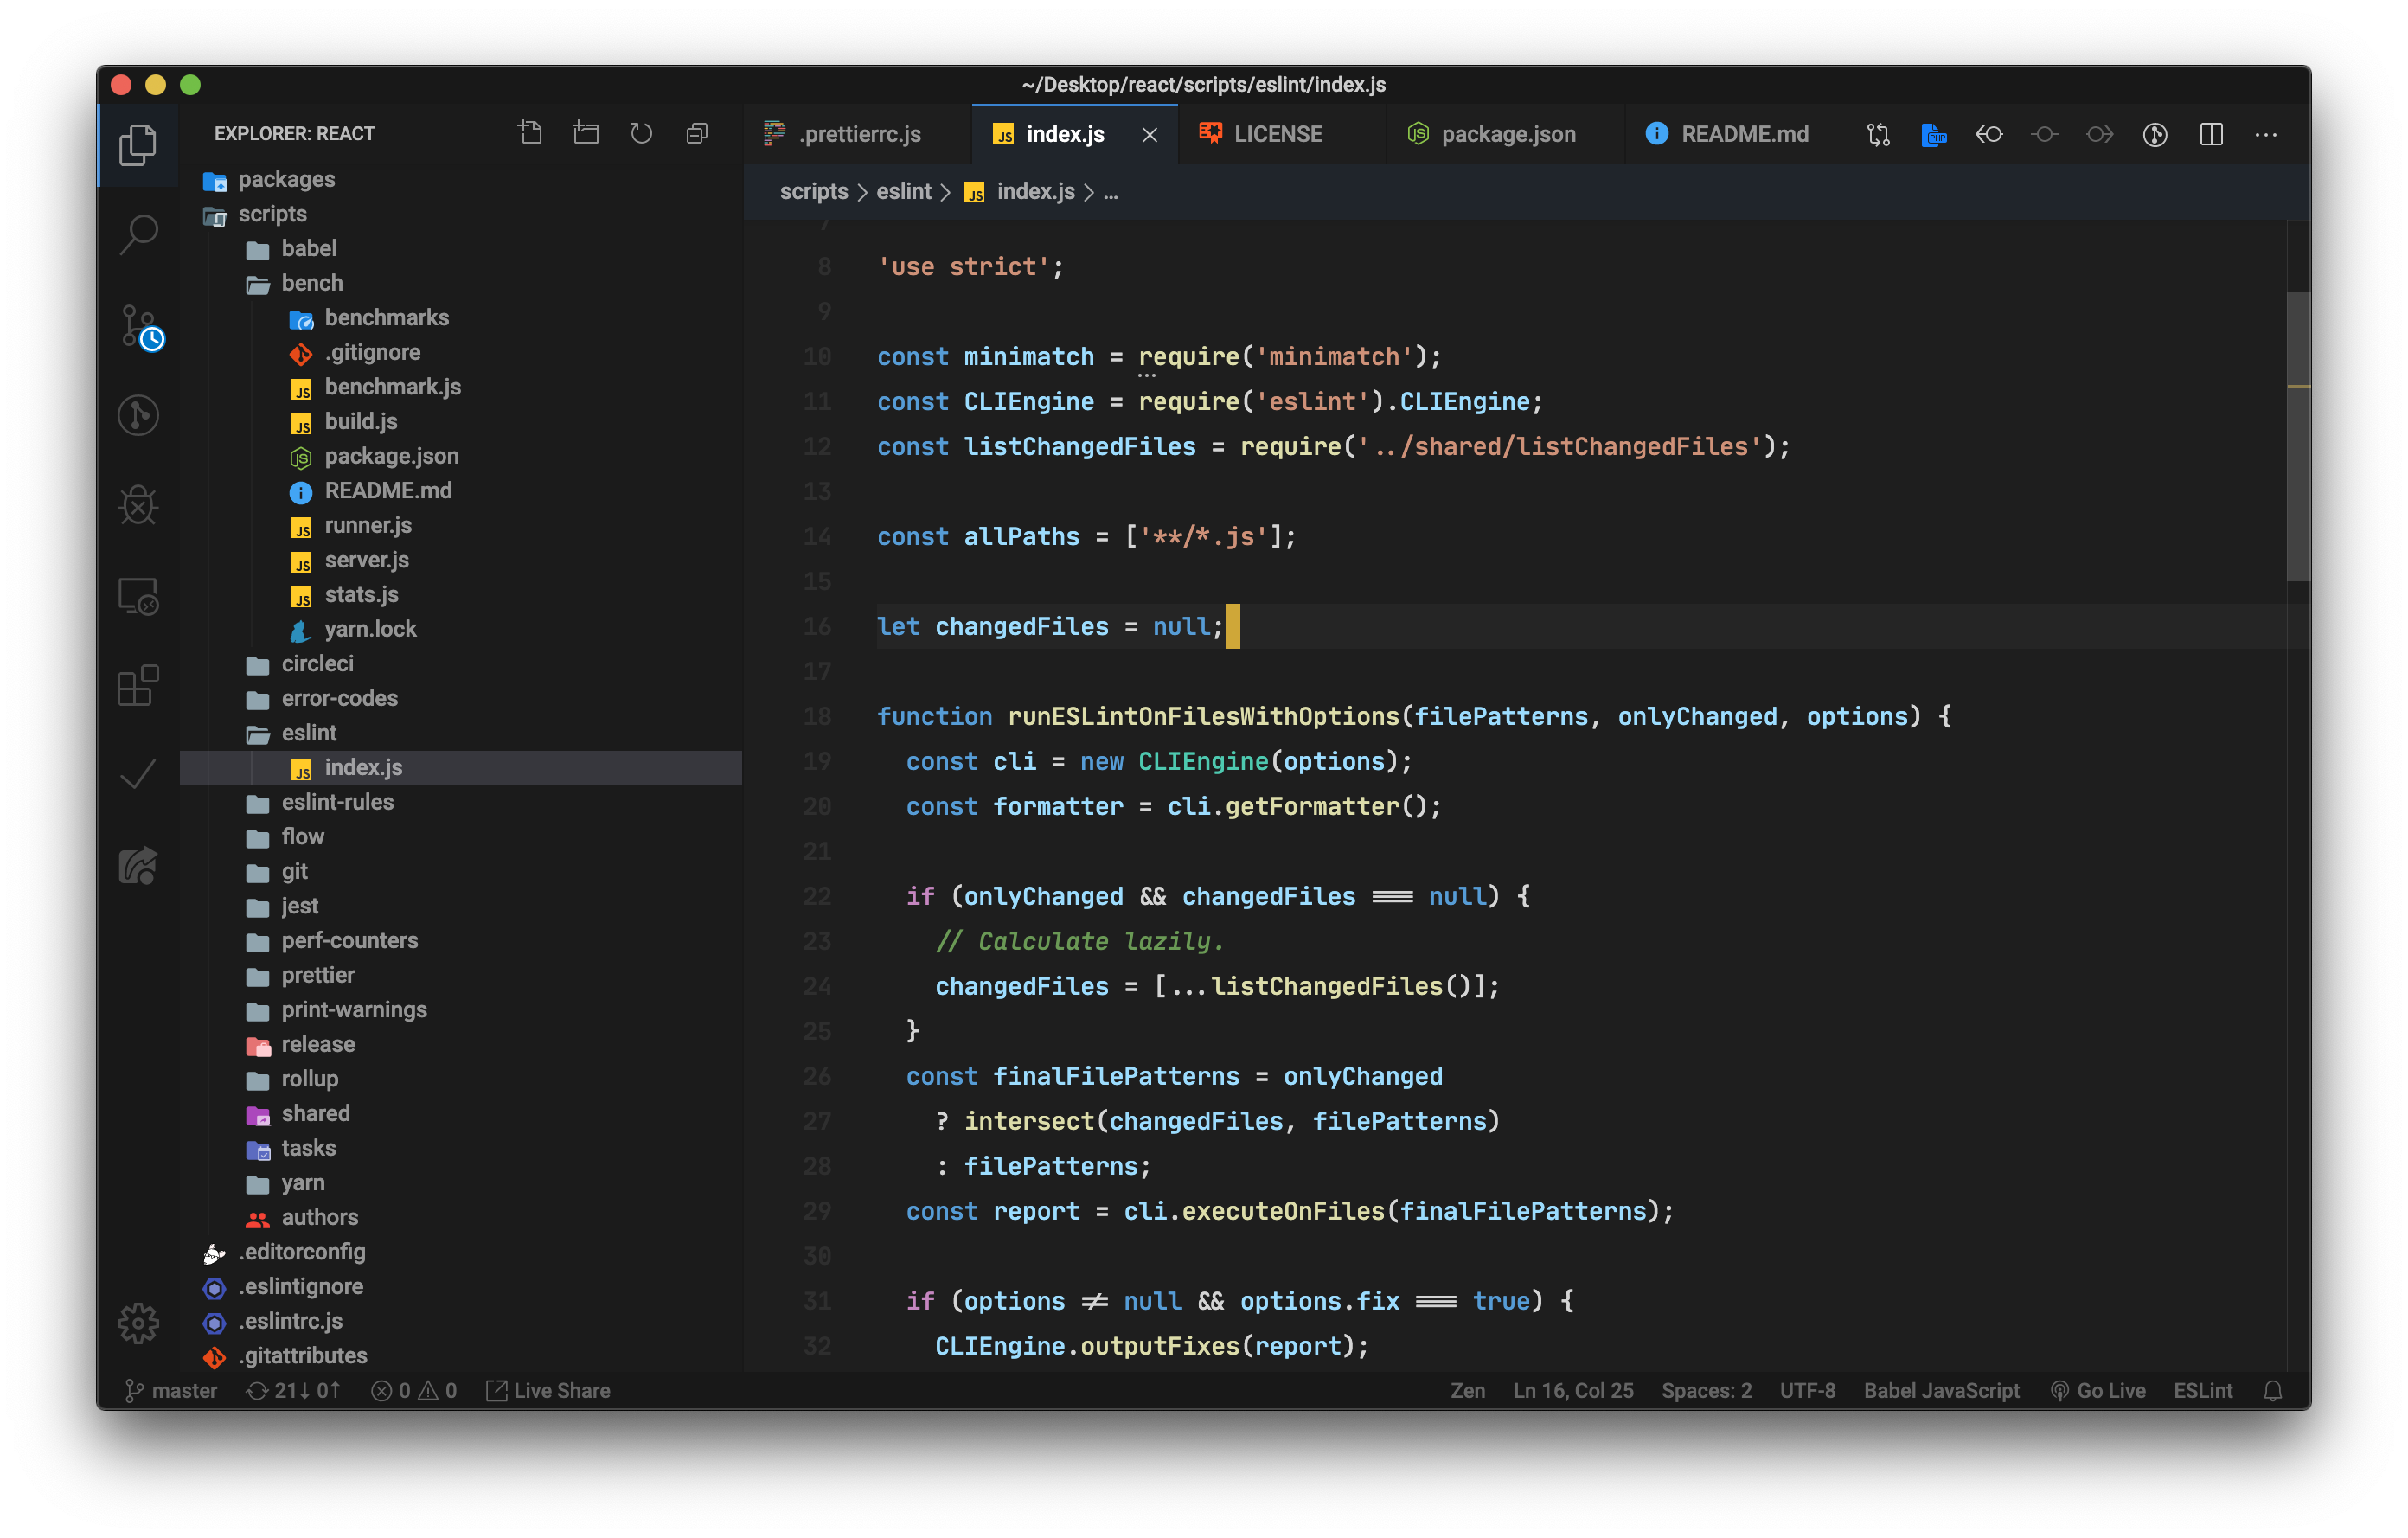 ~/Desktop/react/scripts/eslint/index.js
EXPLORER: REACT
packages
scripts
babel
bench
benchmarks
.gitignore
benchmark.js
build.js
package.json
README.md
runner.js
server.js
stats.js
yarn.lock
circleci
error-codes
eslint
index.js
eslint-rules
flow
git
jest
perf-counters
prettier
print-warnings
release
rollup
shared
tasks
yarn
authors
.editorconfig
.eslintignore
.eslintrc.js
.gitattributes
.prettierrc.js
JS index.js
LICENSE
package.json
README.md
scripts > eslint > JS index.js > ...
7
8 'use strict';
9
10 const minimatch = require('minimatch');
11 const CLIEngine = require('eslint').CLIEngine;
12 const listChangedFiles = require('../shared/listChangedFiles');
13
14 const allPaths = ['**/*.js'];
15
16 let changedFiles = null;
17
18 function runESLintOnFilesWithOptions(filePatterns, onlyChanged, options) {
19 const cli = new CLIEngine(options);
20 const formatter = cli.getFormatter();
21
22 if (onlyChanged && changedFiles === null) {
23 // Calculate lazily.
24 changedFiles = [...listChangedFiles()];
25 }
26 const finalFilePatterns = onlyChanged
27 ? intersect(changedFiles, filePatterns)
28 : filePatterns;
29 const report = cli.executeOnFiles(finalFilePatterns);
30
31 if (options != null && options.fix === true) {
32 CLIEngine.outputFixes(report);
master 21↓ 0↑ 0 0 Live Share
Zen Ln 16, Col 25 Spaces: 2 UTF-8 Babel JavaScript Go Live ESLint